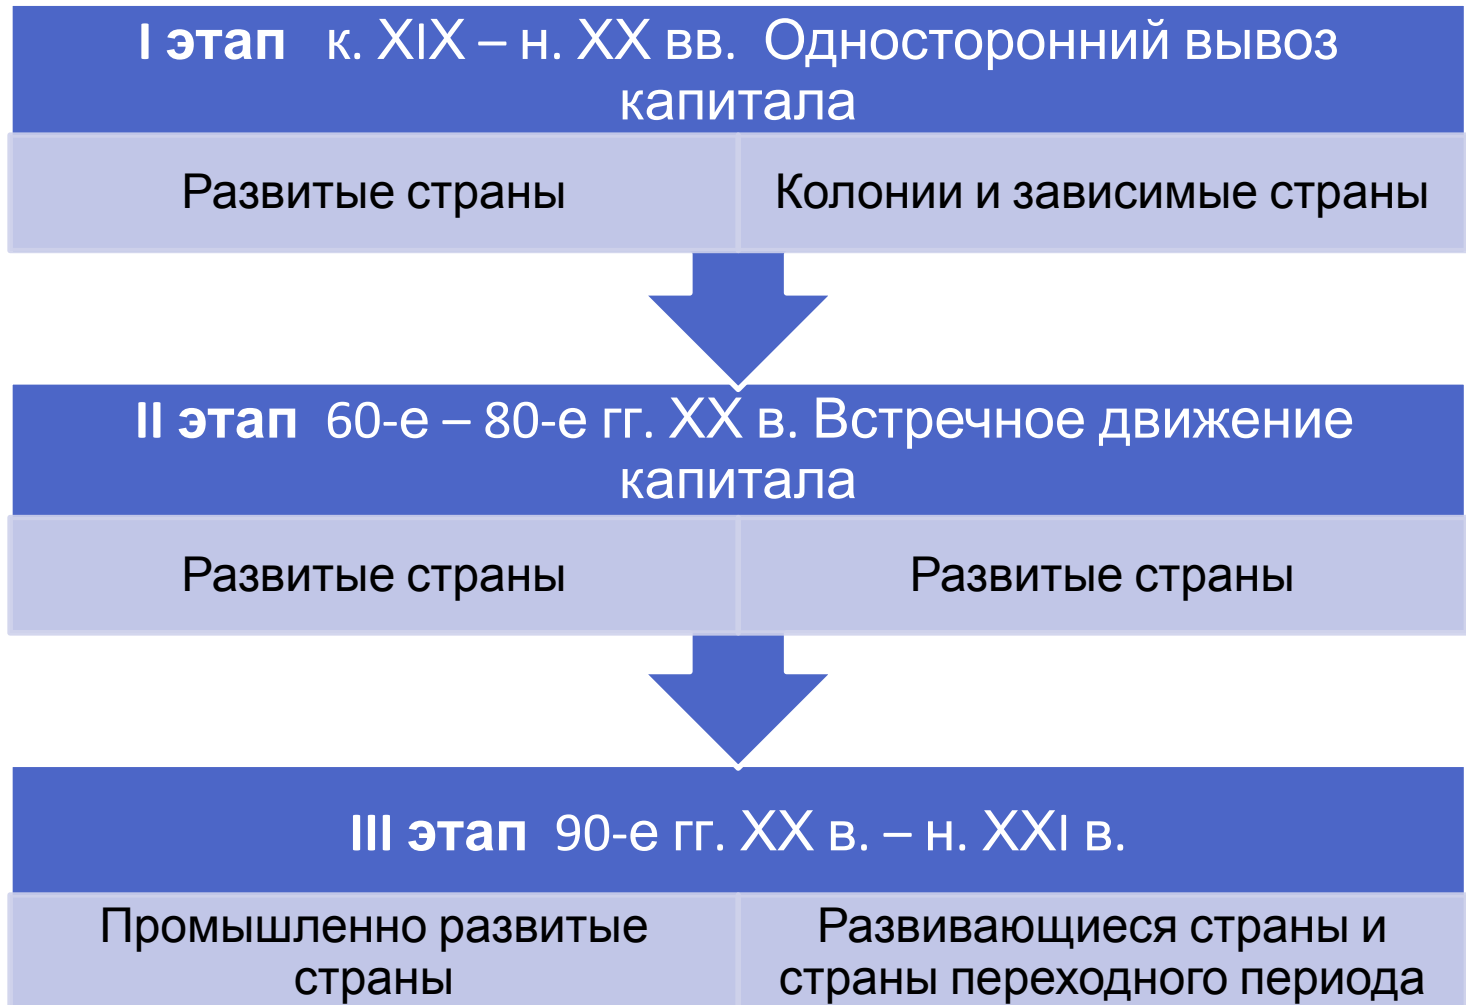 I этап к. XIX – н. XX вв. Односторонний вывоз
капитала
Развитые страны
Колонии и зависимые страны
II этап 60-е – 80-е гг. XX в. Встречное движение
капитала
Развитые страны
Развитые страны
III этап 90-е гг. XX в. – н. XXI в.
Промышленно развитые
страны
Развивающиеся страны и
страны переходного периода